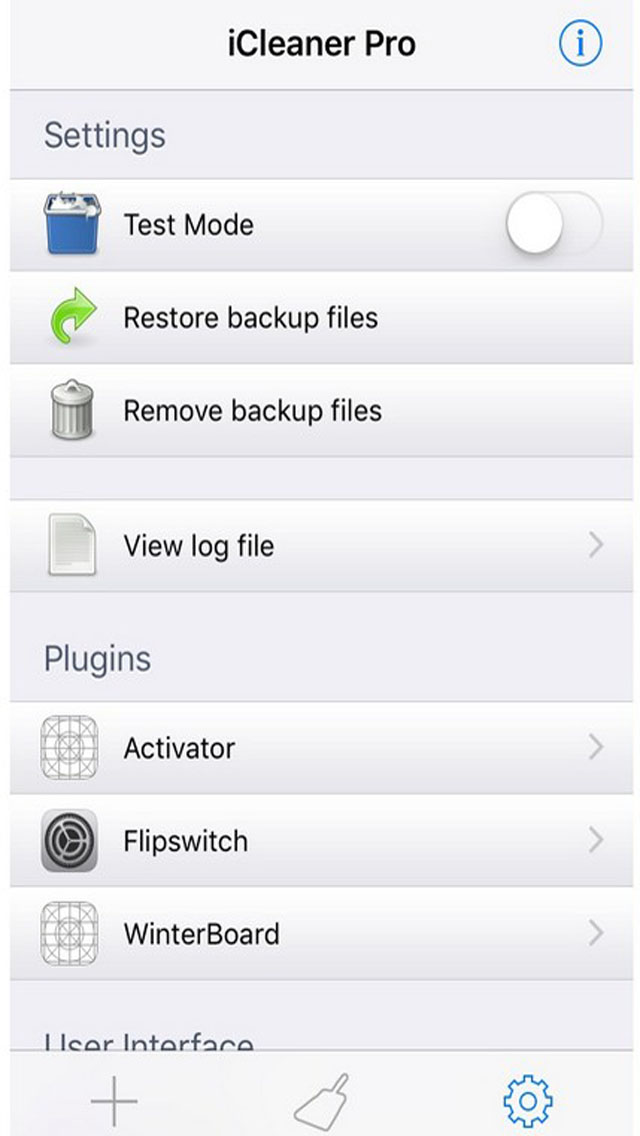 iCleaner Pro
Settings
Test Mode
Restore backup files
Remove backup files
View log file
Plugins
Activator
Flipswitch
WinterBoard
User Interface